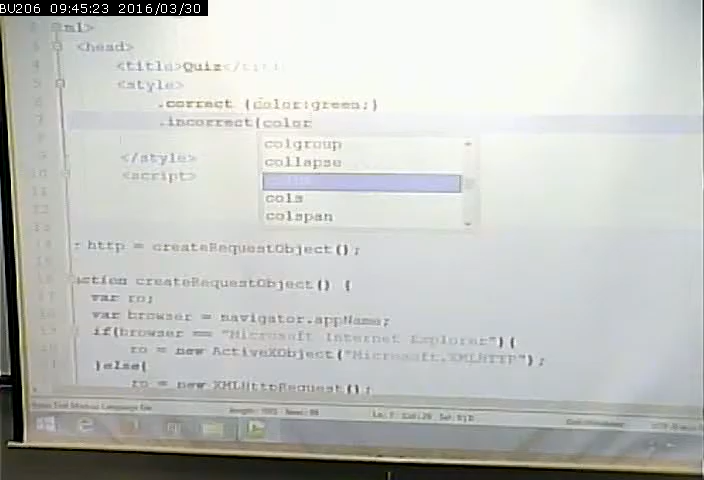 BU206 09:45:23 2016/03/30
<head>
<title>Quiz</title>
<style>
.correct {color:green;}
.incorrect{color
colgroup
collapse
cols
colspan
</style>
<script>
http = createRequestObject();
createRequestObject() {
var ro;
var browser = navigator.appName;
if(browser == "Microsoft Internet Explorer"){
ro = new ActiveXObject("Microsoft.XMLHTTP");
}else{
ro = new XMLHttpRequest();